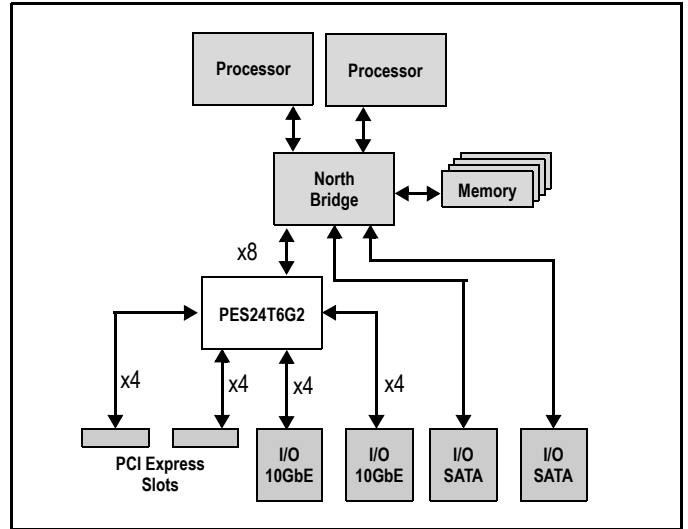 Processor
Processor
North
Bridge
Memory
x8
PES24T6G2
x4
x4
x4
x4
PCI Express
Slots
I/O
10GbE
I/O
10GbE
I/O
SATA
I/O
SATA